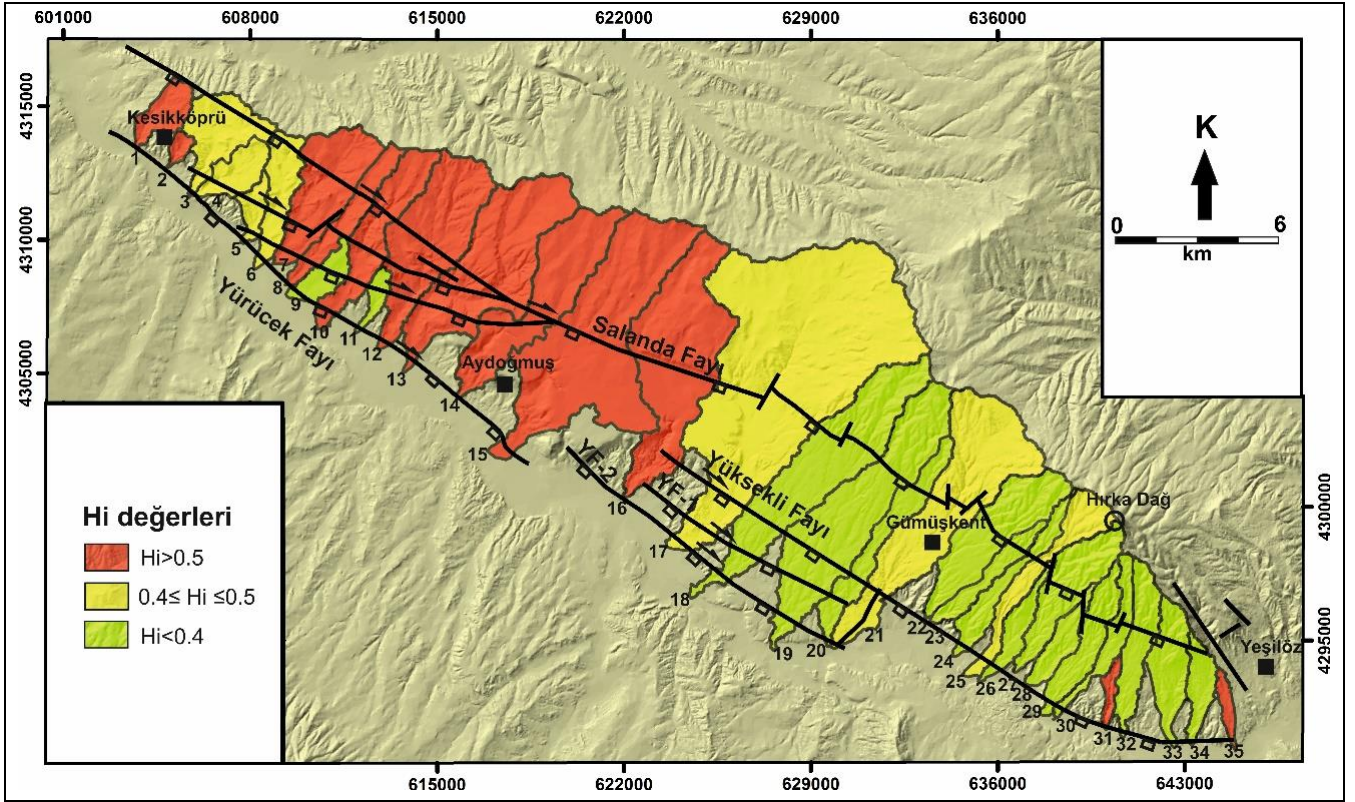 601000 608000 615000 622000 629000 636000
4315000
4310000
4305000
4300000
4295000
K
0 6
km
Kesikköprü
1
2
3
4
5
6
7
8
9
10
11
12
13
14
15
16
17
18
19
20
21
22
23
24
25
26
27
28
29
30
31
32
33
34
35
Yürücek Fayı
Salanda Fayı
Aydoğmuş
YF-2
YF-1
Yüksekli Fayı
Gümüşkent
Hırka Dağ
Yeşilöz
Hi değerleri
Hi>0.5
0.4≤ Hi ≤0.5
Hi<0.4
615000 622000 629000 636000 643000